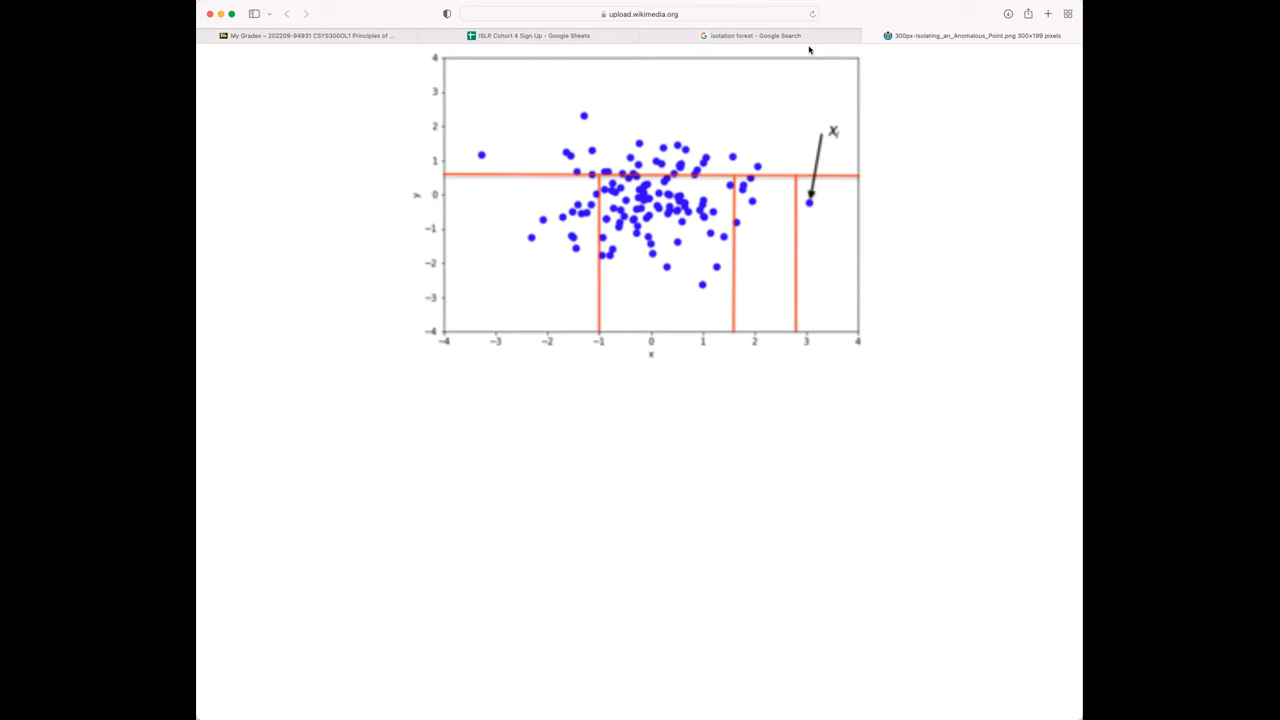 upload.wikimedia.org
My Grades – 202209-94931 CSYS300OL1 Principles of ...
ISLR Cohort 4 Sign Up - Google Sheets
isolation forest - Google Search
300px-Isolating_an_Anomalous_Point.png 300×199 pixels
4
3
2
1
0
−1
−2
−3
−4
y
Xⱼ
−4 −3 −2 −1 0 1 2 3 4
x